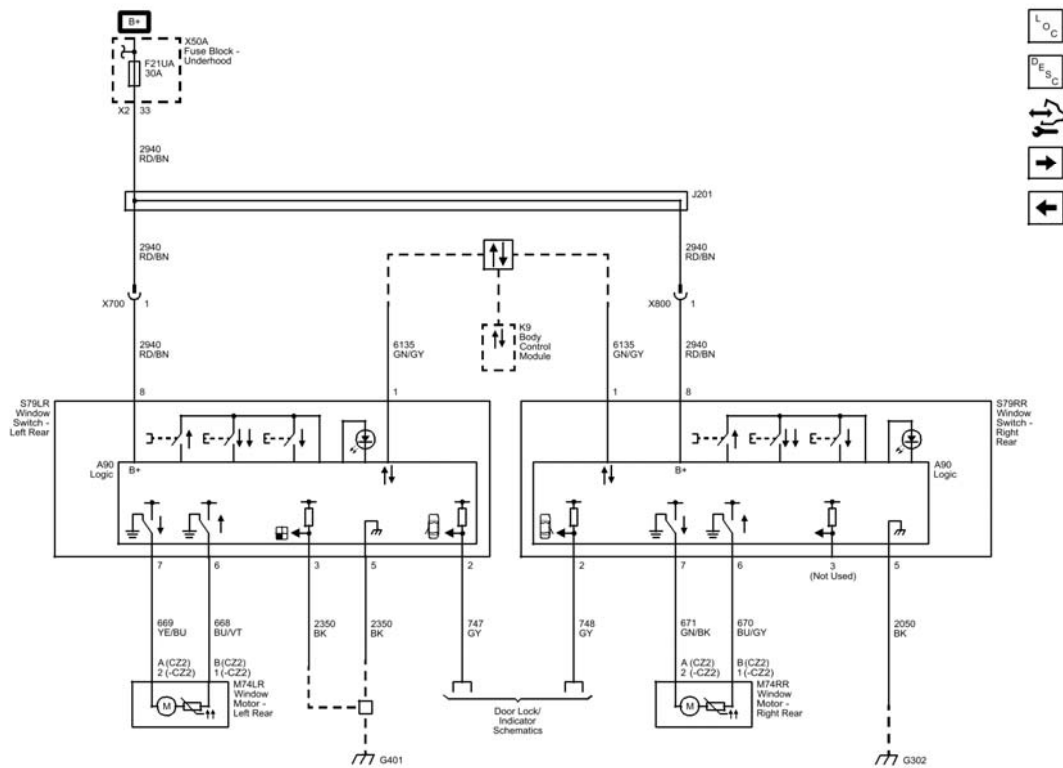 B+
X50A
Fuse Block -
Underhood
F21UA
30A
X2 33
2940
RD/BN
J201
2940
RD/BN
2940
RD/BN
X700 1
X800 1
K9
Body
Control
Module
2940
RD/BN
6135
GN/GY
6135
GN/GY
2940
RD/BN
8
1
1
8
S79LR
Window
Switch -
Left Rear
S79RR
Window
Switch -
Right
Rear
A90
Logic
B+
B+
A90
Logic
7
6
3
5
2
2
7
6
3
(Not Used)
5
669
YE/BU
668
BU/VT
2350
BK
2350
BK
747
GY
748
GY
671
GN/BK
670
BU/GY
2050
BK
A (CZ2)
2 (-CZ2)
B (CZ2)
1 (-CZ2)
A (CZ2)
2 (-CZ2)
B (CZ2)
1 (-CZ2)
M
M74LR
Window
Motor -
Left Rear
Door Lock/
Indicator
Schematics
M
M74RR
Window
Motor -
Right Rear
G401
G302
LOC
DESC